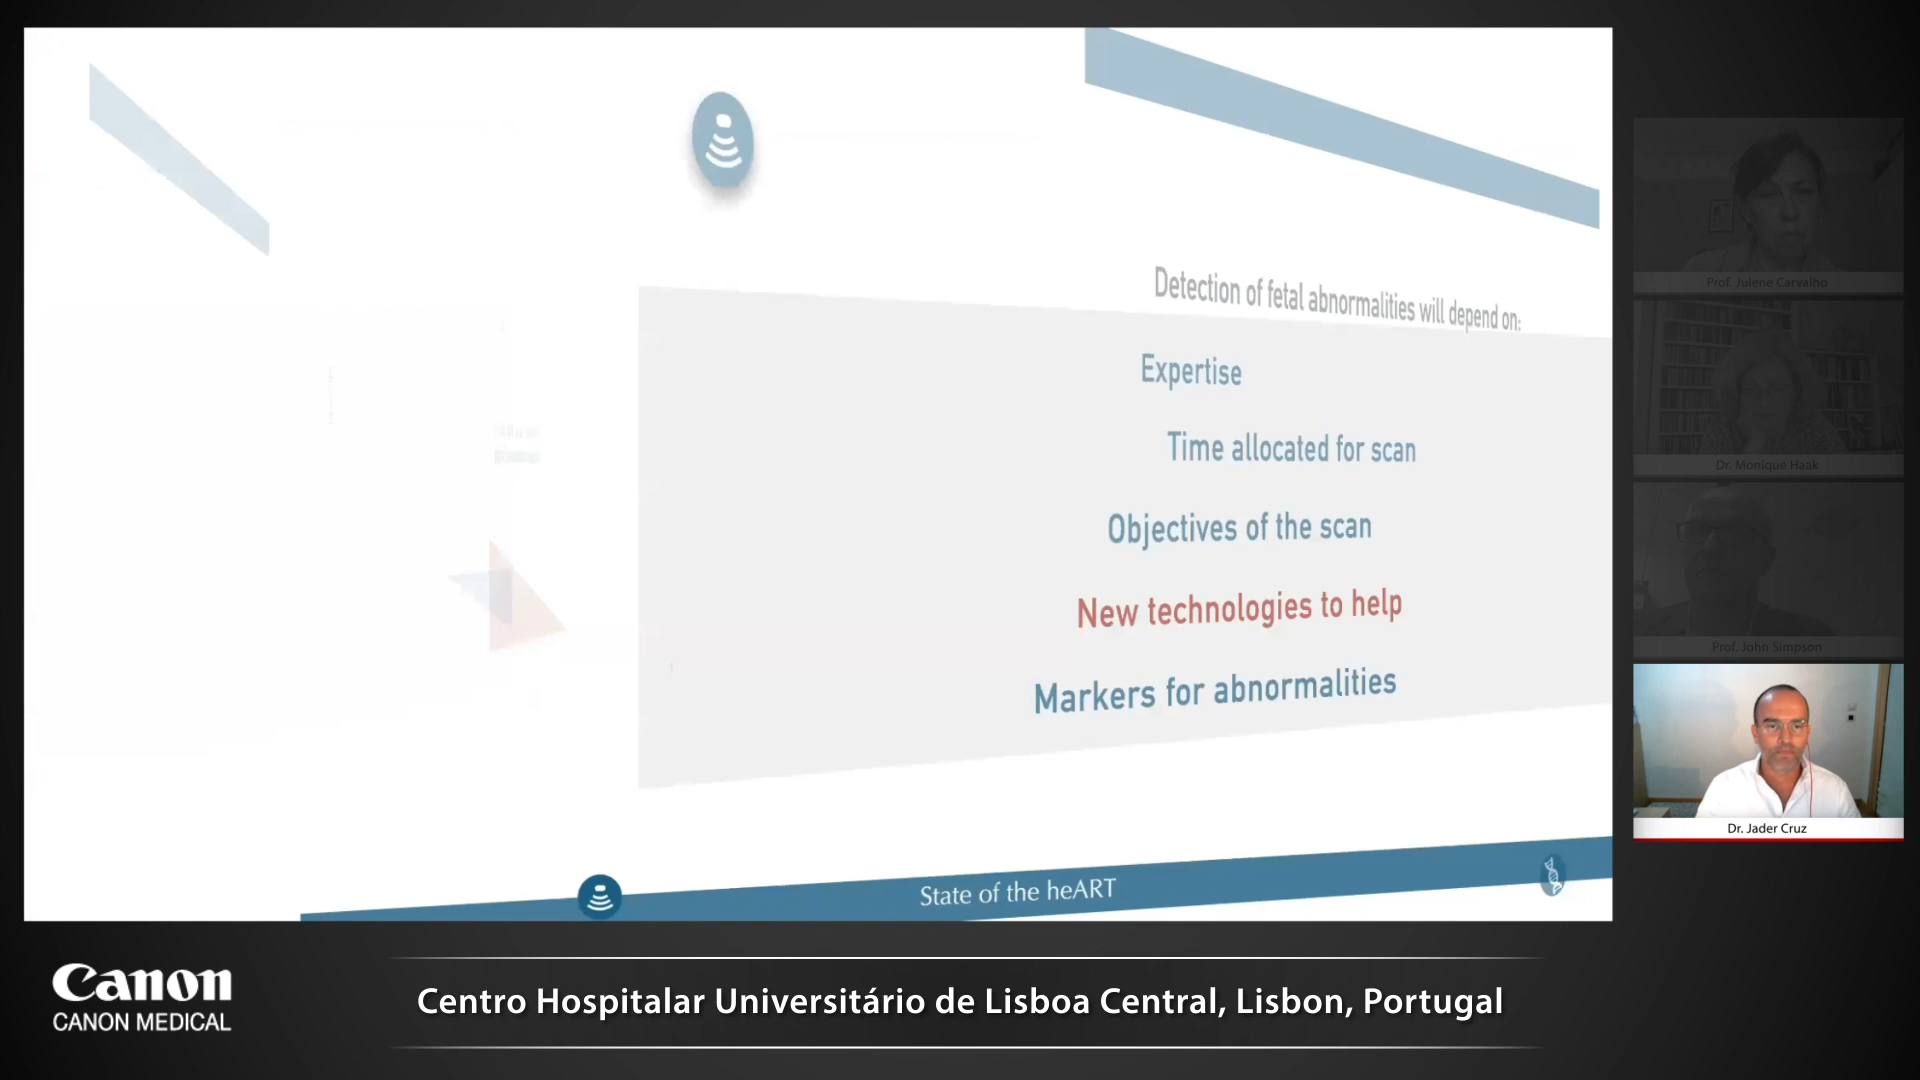 Detection of fetal abnormalities will depend on:
Expertise
Time allocated for scan
Objectives of the scan
New technologies to help
Markers for abnormalities
State of the heART
Prof. Julene Carvalho
Dr. Monique Haak
Prof. John Simpson
Dr. Jader Cruz
Canon
CANON MEDICAL
Centro Hospitalar Universitário de Lisboa Central, Lisbon, Portugal